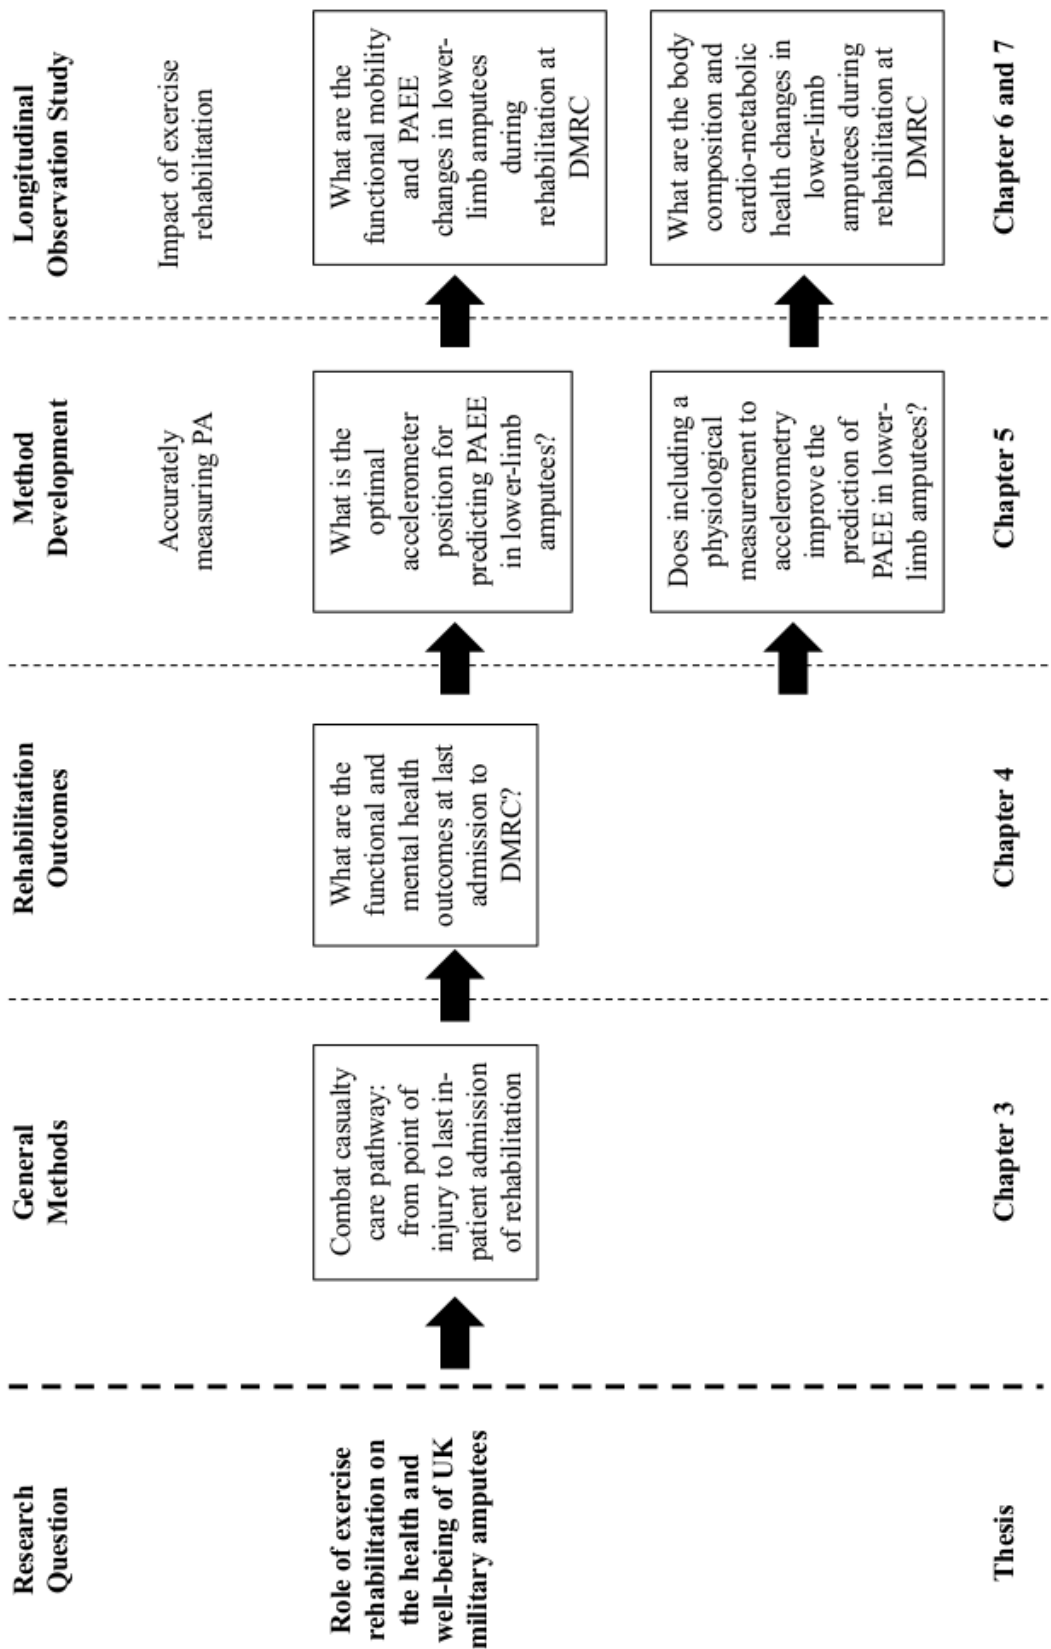 Research
Question
General
Methods
Rehabilitation
Outcomes
Method
Development
Longitudinal
Observation Study
Accurately
measuring PA
Impact of exercise
rehabilitation
Role of exercise
rehabilitation on
the health and
well-being of UK
military amputees
Combat casualty
care pathway:
from point of
injury to last in-
patient admission
of rehabilitation
What are the
functional and
mental health
outcomes at last
admission to
DMRC?
What is the
optimal
accelerometer
position for
predicting PAEE
in lower-limb
amputees?
What are the
functional mobility
and PAEE
changes in lower-
limb amputees
during
rehabilitation at
DMRC
Does including a
physiological
measurement to
accelerometry
improve the
prediction of
PAEE in lower-
limb amputees?
What are the body
composition and
cardio-metabolic
health changes in
lower-limb
amputees during
rehabilitation at
DMRC
Thesis
Chapter 3
Chapter 4
Chapter 5
Chapter 6 and 7